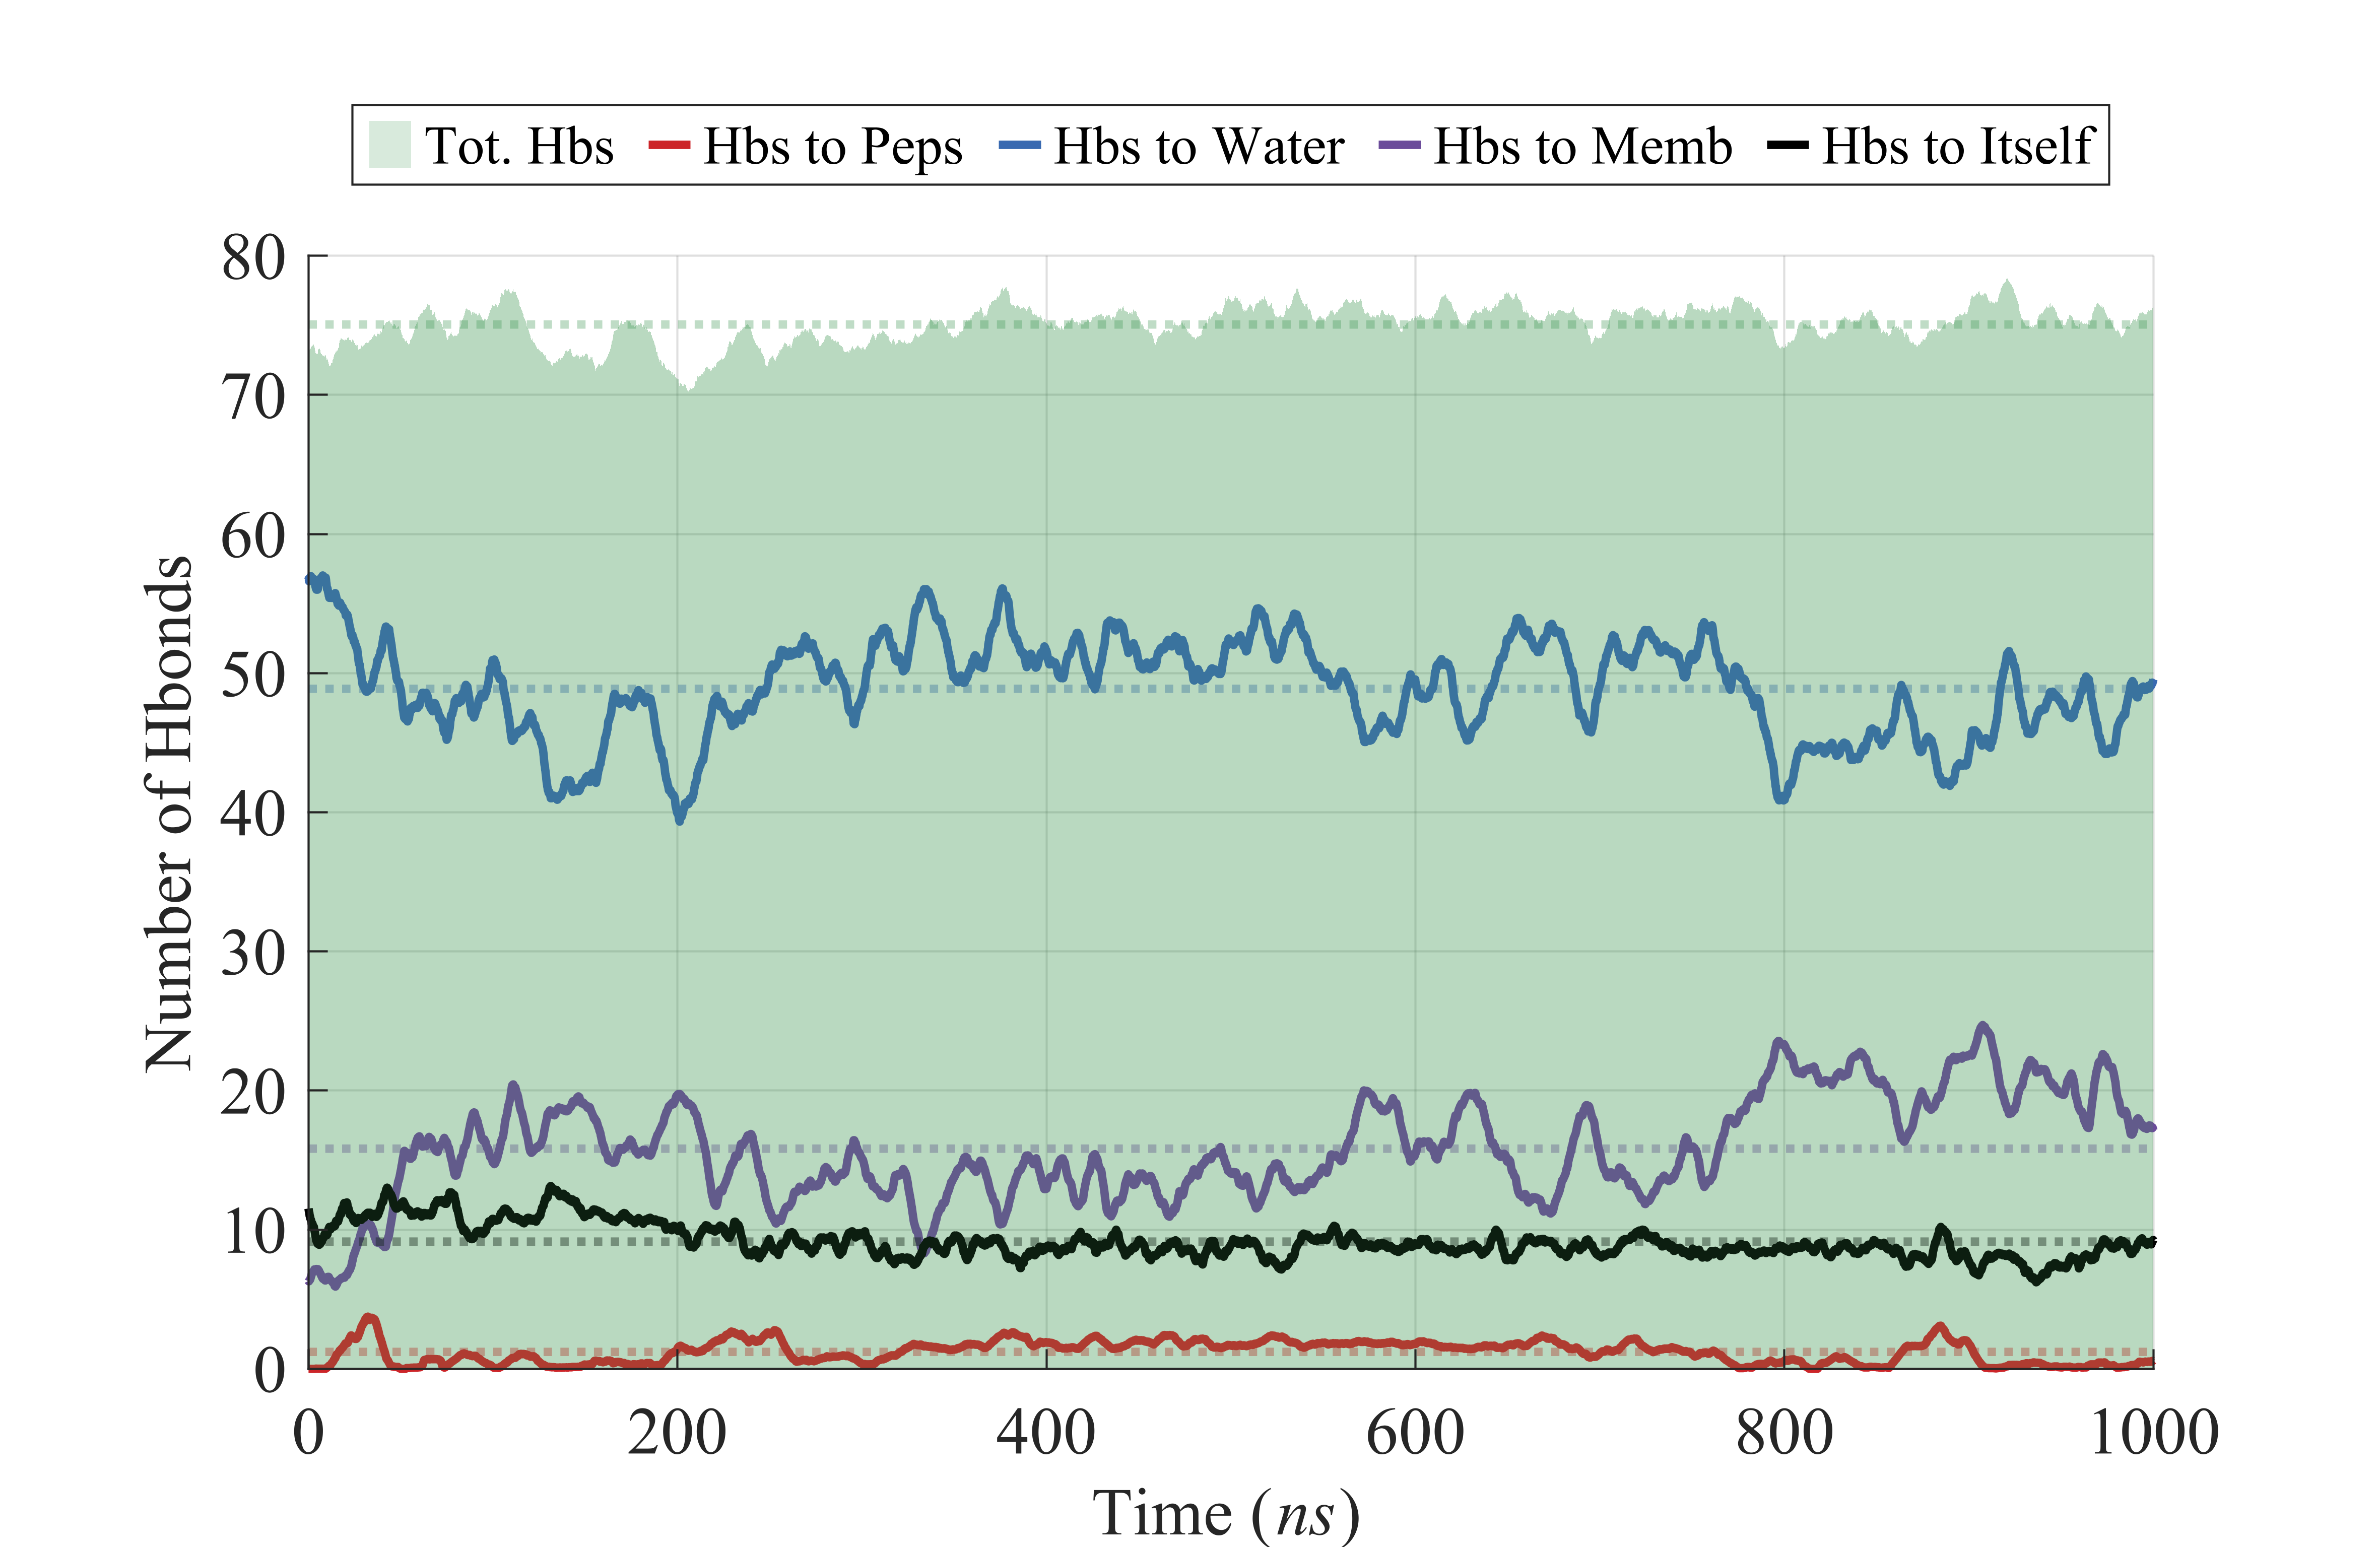 Tot. Hbs Hbs to Peps Hbs to Water Hbs to Memb Hbs to Itself
80
70
60
50
40
30
20
10
0
Number of Hbonds
0 200 400 600 800 1000
Time (ns)